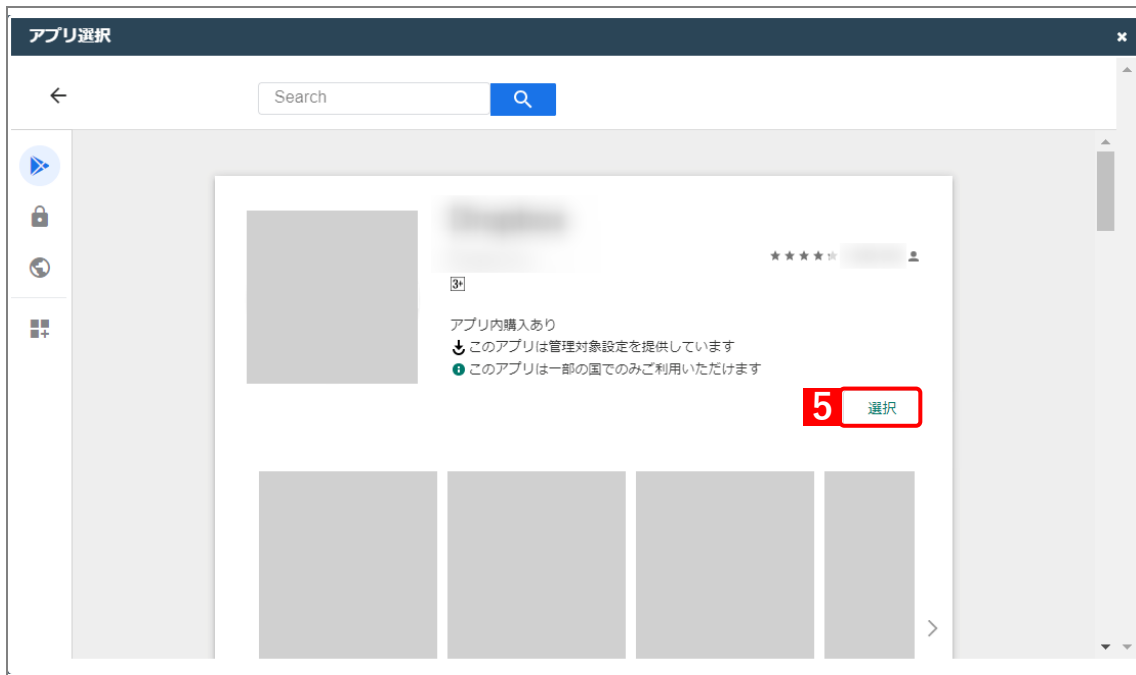 アプリ選択
Search
3+
アプリ内購入あり
このアプリは管理対象設定を提供しています
このアプリは一部の国でのみご利用いただけます
5
選択